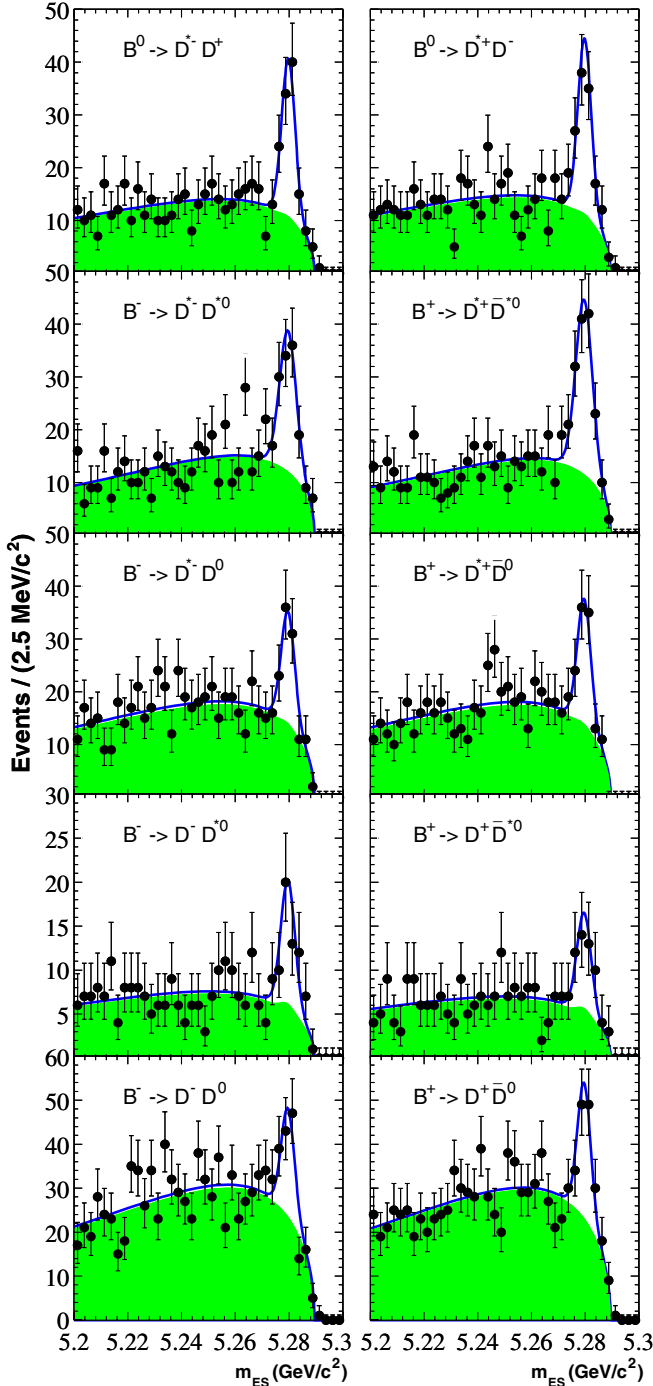 50
40
30
20
10
B⁰ -> D*⁻ D⁺
B⁰ -> D*⁺ D⁻
50
40
30
20
10
B⁻ -> D*⁻ D*⁰
B⁺ -> D*⁺ D̅*⁰
50
40
30
20
10
B⁻ -> D*⁻ D⁰
B⁺ -> D*⁺ D̅⁰
30
25
20
15
10
5
B⁻ -> D⁻ D*⁰
B⁺ -> D⁺ D̅*⁰
60
50
40
30
20
10
0
B⁻ -> D⁻ D⁰
B⁺ -> D⁺ D̅⁰
Events / (2.5 MeV/c²)
5.2 5.22 5.24 5.26 5.28 5.3
5.2 5.22 5.24 5.26 5.28 5.3
m_ES (GeV/c²)
m_ES (GeV/c²)